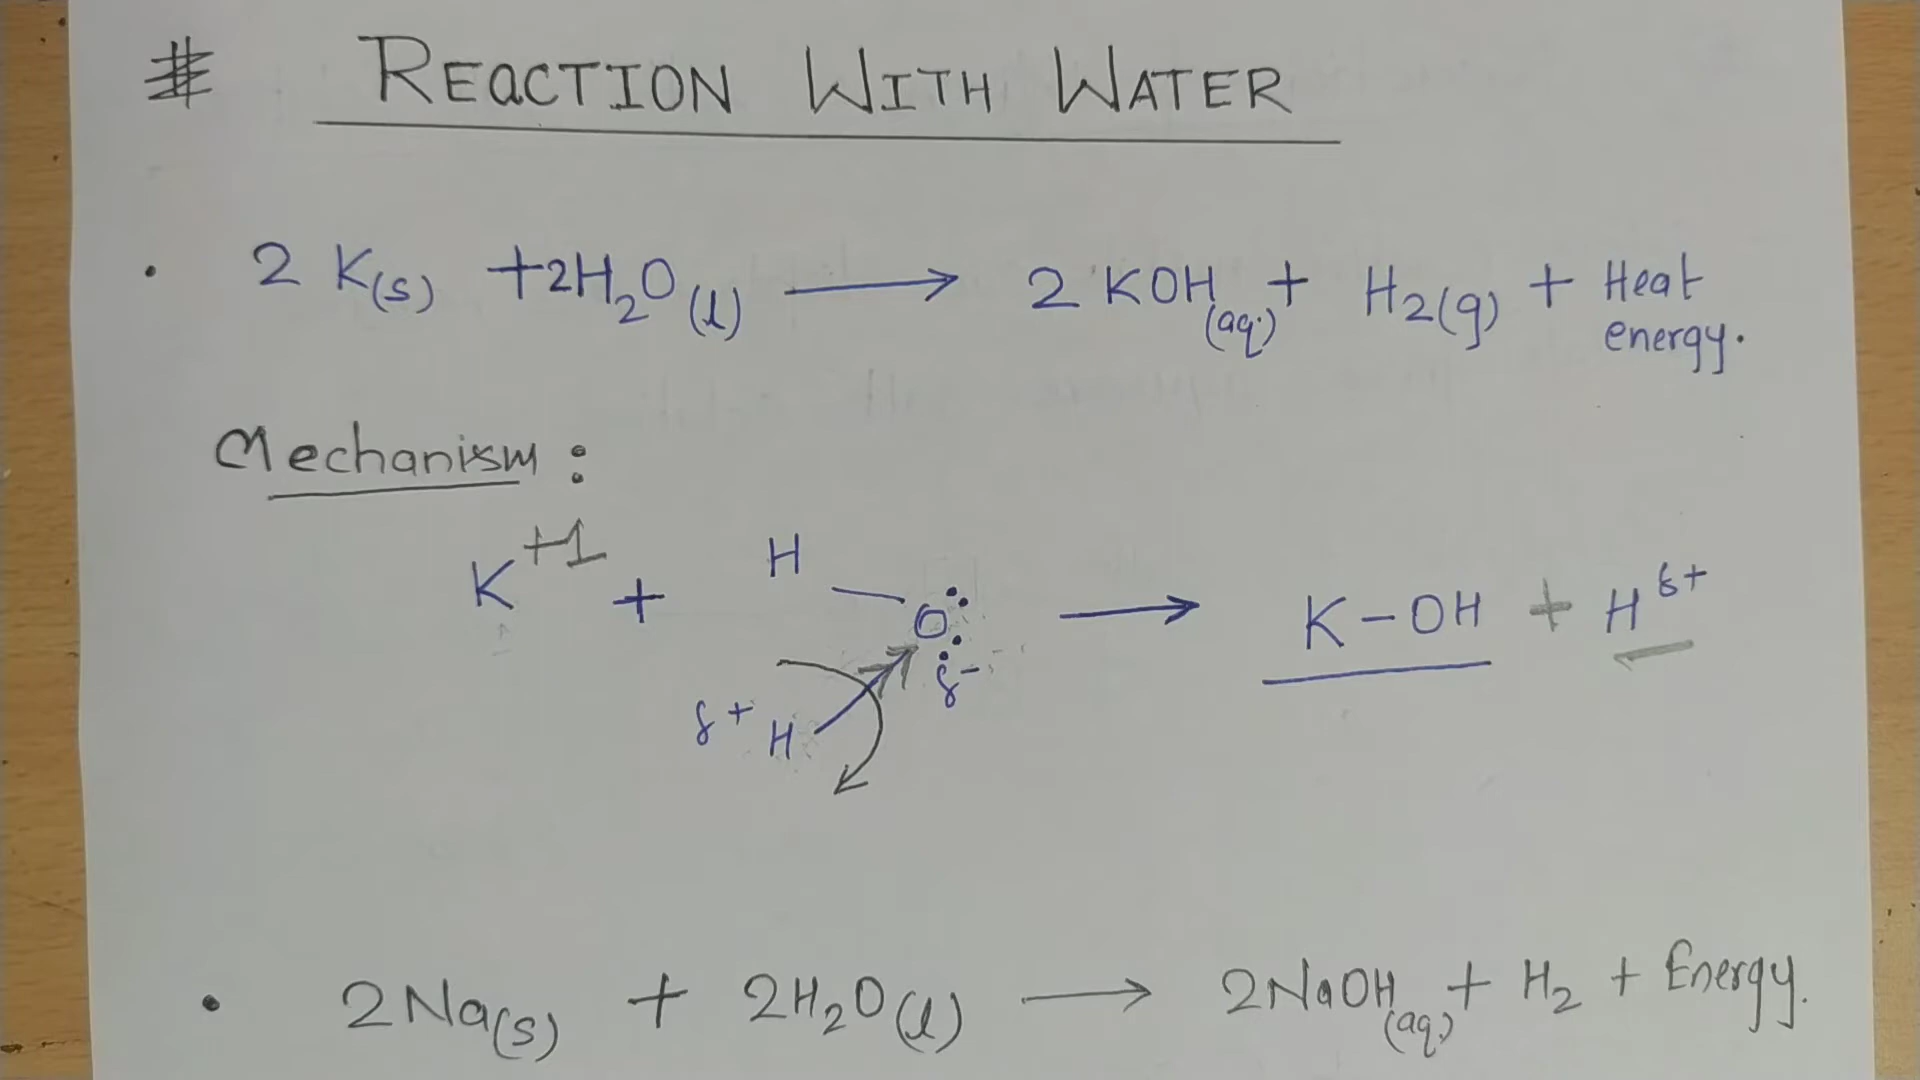 # REACTION WITH WATER
• 2 K(s) + 2H₂O(l) ⟶ 2 KOH(aq.) + H₂(g) + Heat energy.
Mechanism :
K⁺¹ + H
O ⟶ K-OH + H δ+
δ-
δ+ H
• 2Na(s) + 2H₂O(l) ⟶ 2NaOH(aq) + H₂ + Energy.